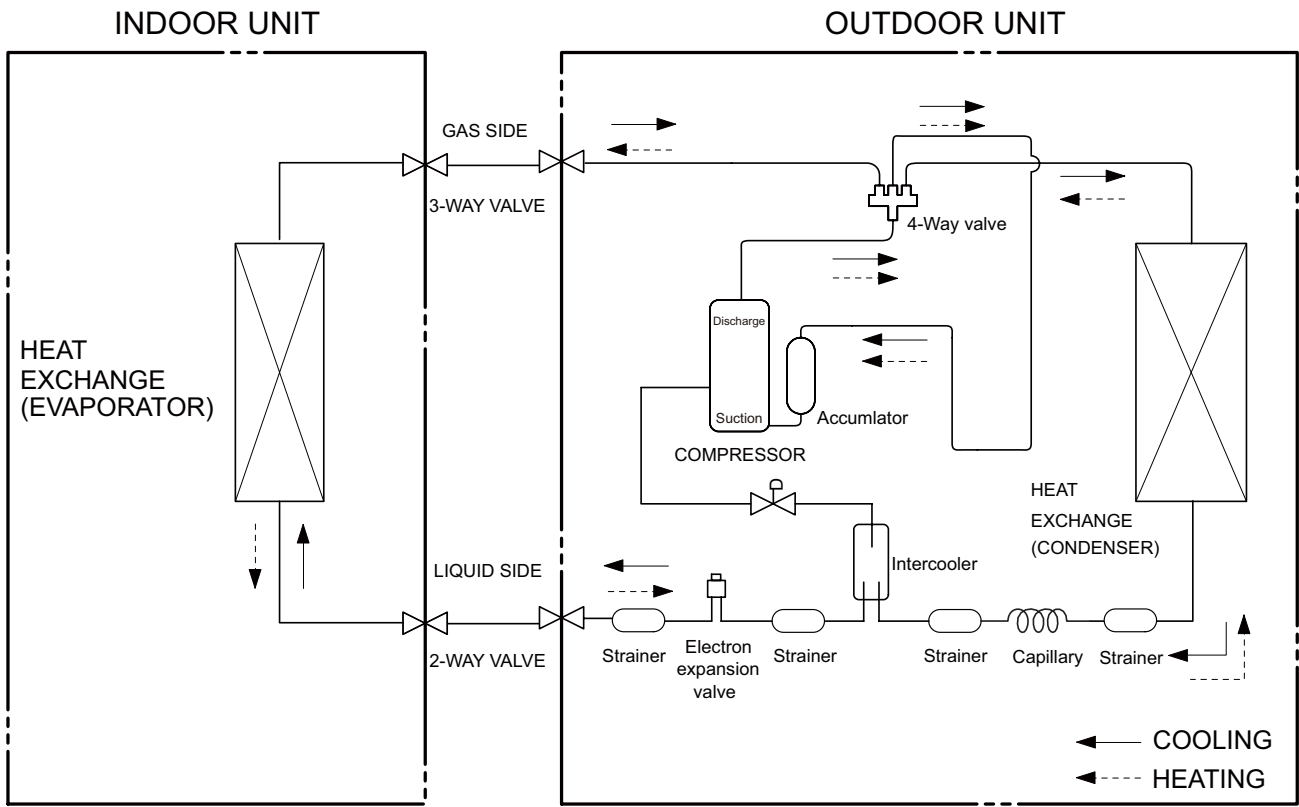 INDOOR UNIT
OUTDOOR UNIT
GAS SIDE
3-WAY VALVE
4-Way valve
Discharge
HEAT
EXCHANGE
(EVAPORATOR)
Suction
Accumlator
COMPRESSOR
HEAT
EXCHANGE
(CONDENSER)
Intercooler
LIQUID SIDE
2-WAY VALVE
Strainer
Electron
expansion
valve
Strainer
Strainer
Capillary
Strainer
COOLING
HEATING